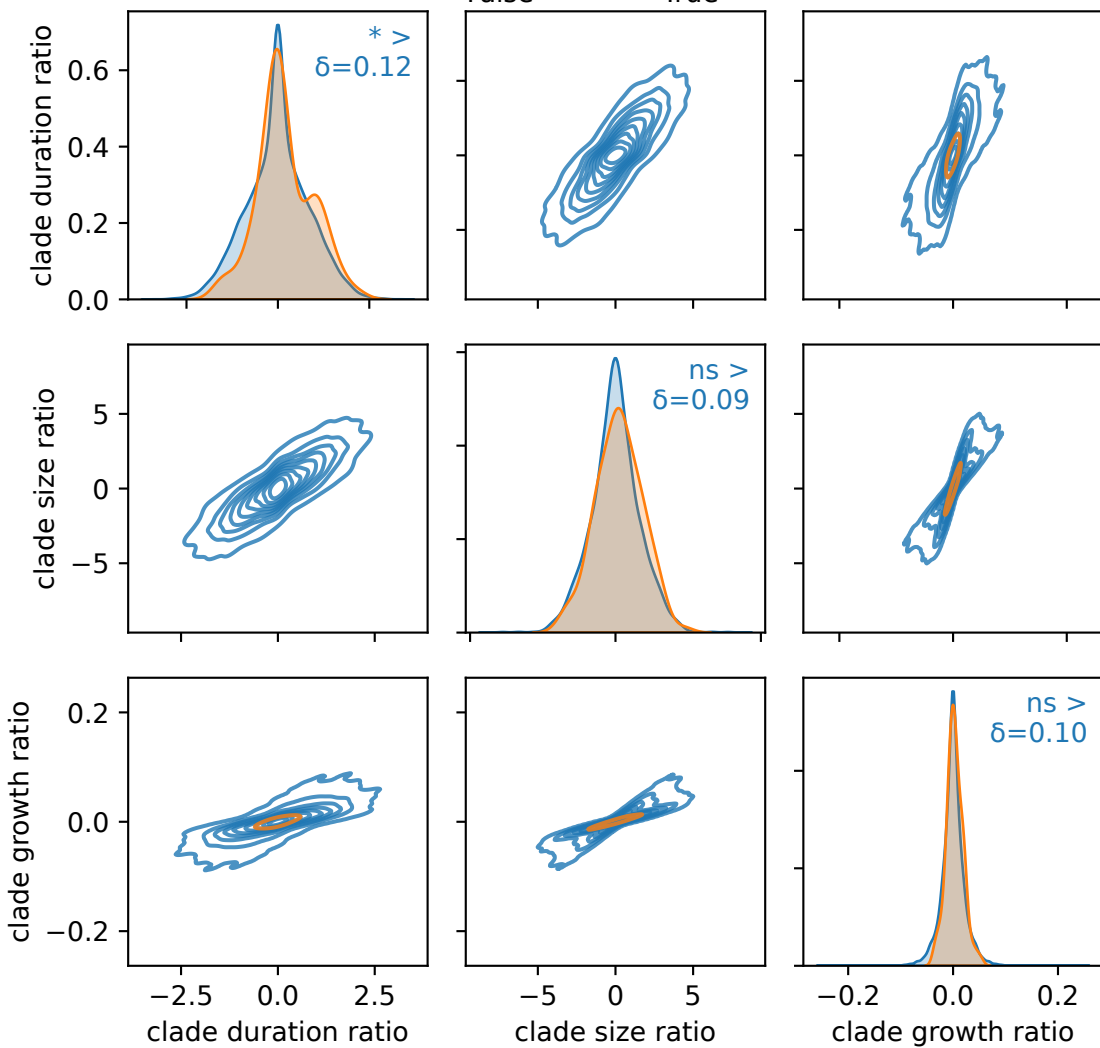 clade duration ratio
0.6
0.4
0.2
0.0
* >
δ=0.12
clade size ratio
5
0
−5
ns >
δ=0.09
clade growth ratio
0.2
0.0
−0.2
ns >
δ=0.10
−2.5 0.0 2.5
−5 0 5
−0.2 0.0 0.2
clade duration ratio
clade size ratio
clade growth ratio